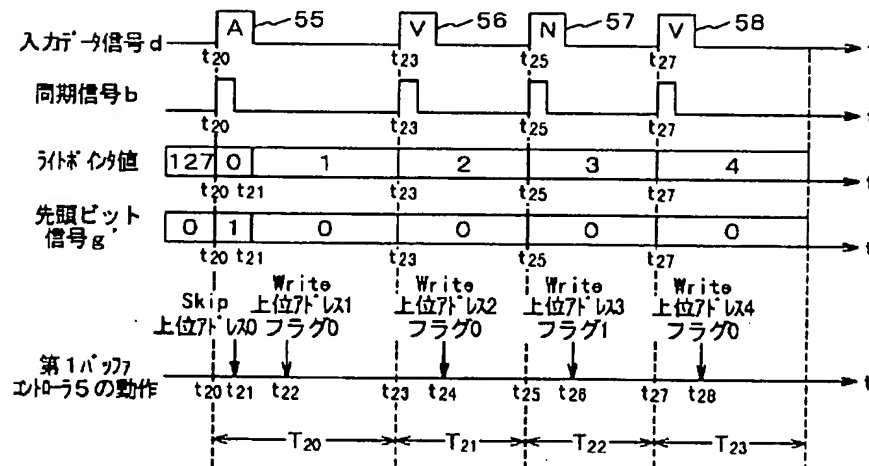 入力データ信号d A 55 V 56 N 57 V 58 t
t20 t23 t25 t27
同期信号b t
t20 t23 t25 t27
ライトポインタ値 127 0 1 2 3 4 t
t20 t21 t23 t25 t27
先頭ビット
信号g' 0 1 0 0 0 0 t
t20 t21 t23 t25 t27
Write Write Write Write
Skip 上位アドレス1 上位アドレス2 上位アドレス3 上位アドレス4
上位アドレス0 フラグ0 フラグ0 フラグ1 フラグ0
第1バッファ
コントローラ5の動作 t
t20 t21 t22 t23 t24 t25 t26 t27 t28
T20 T21 T22 T23